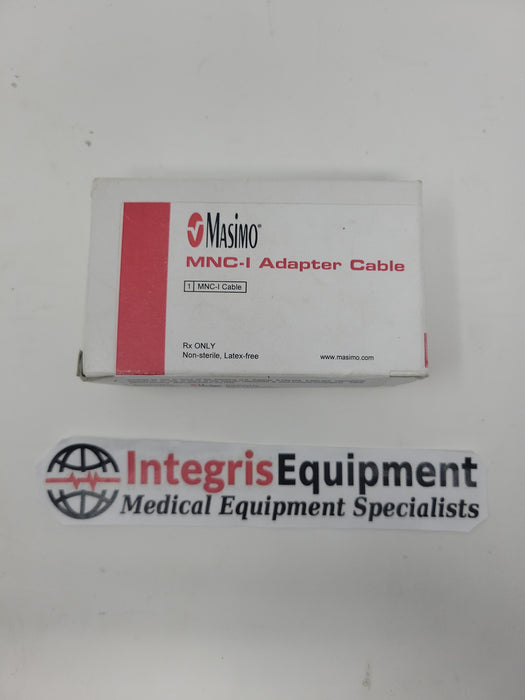 Masimo®
MNC-I Adapter Cable
1 MNC-I Cable
Rx ONLY
Non-sterile, Latex-free
www.masimo.com
IntegrisEquipment
Medical Equipment Specialists